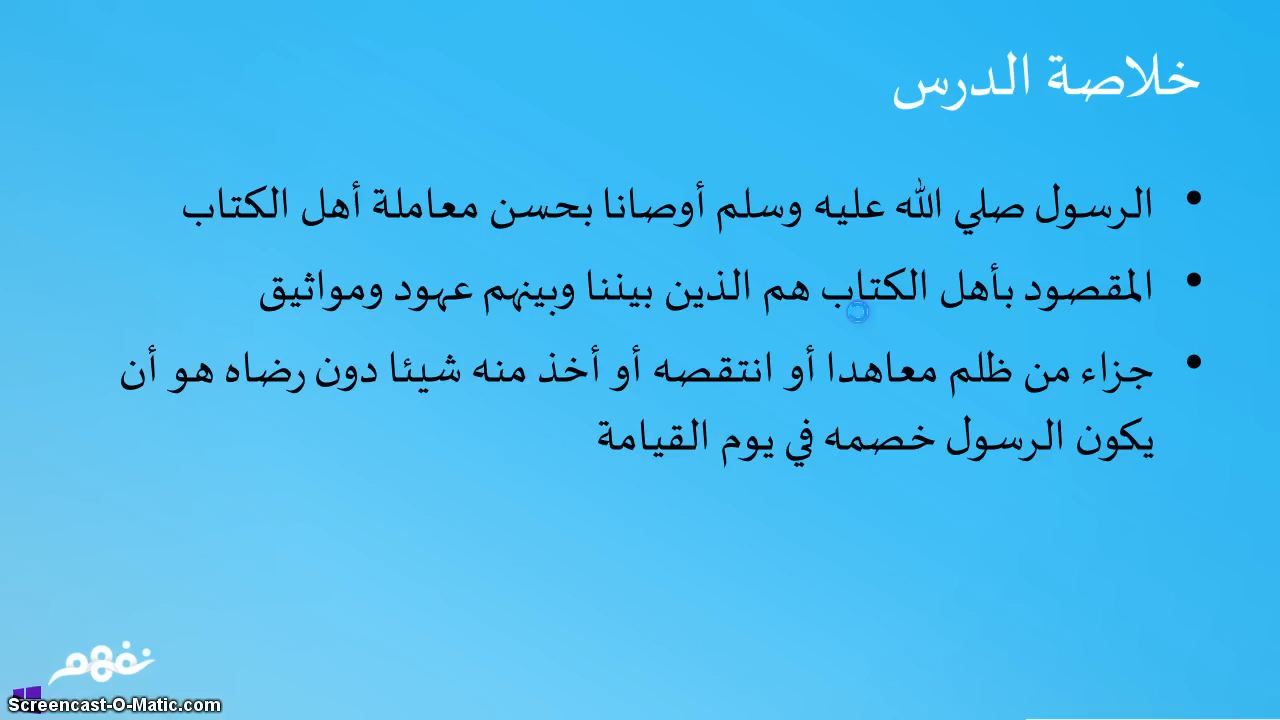 خلاصة الدرس
• الرسول صلي الله عليه وسلم أوصانا بحسن معاملة أهل الكتاب
• المقصود بأهل الكتاب هم الذين بيننا وبينهم عهود ومواثيق
• جزاء من ظلم معاهدا أو انتقصه أو أخذ منه شيئا دون رضاه هو أن
يكون الرسول خصمه في يوم القيامة
نفهم
Screencast-O-Matic.com